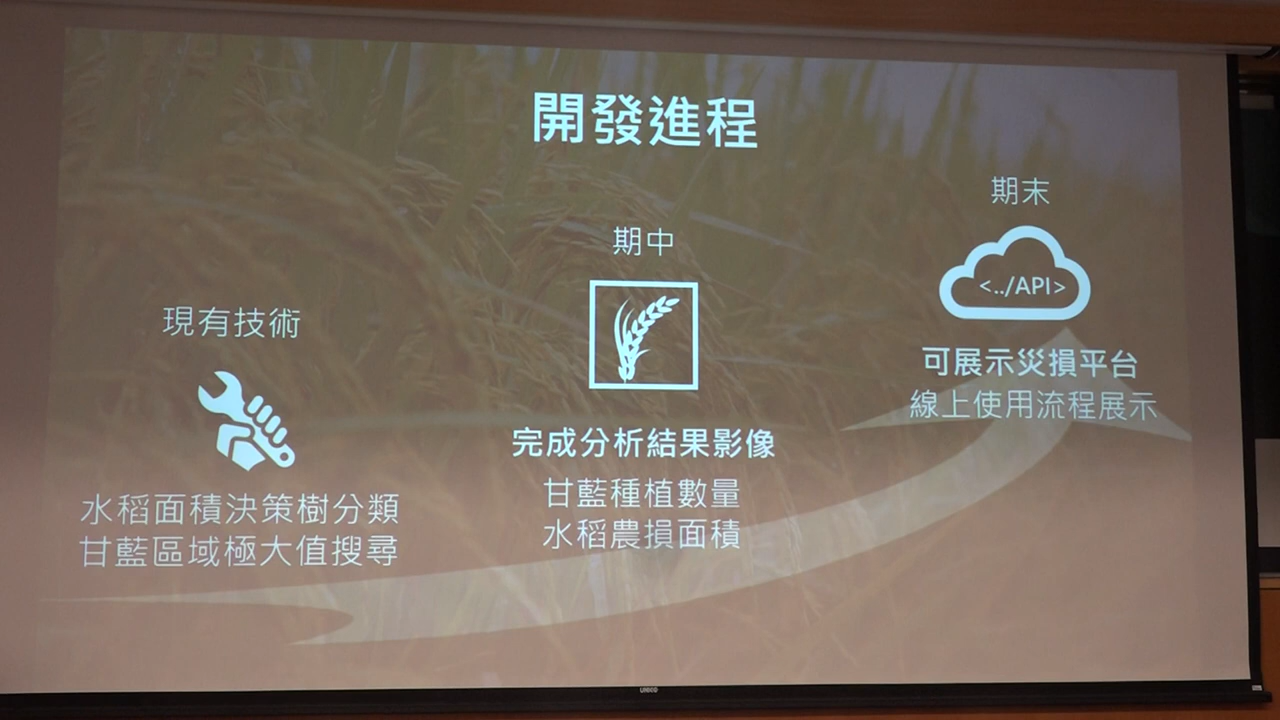 開發進程
現有技術
水稻面積決策樹分類
甘藍區域極大值搜尋
期中
完成分析結果影像
甘藍種植數量
水稻農損面積
期末
<../API>
可展示災損平台
線上使用流程展示